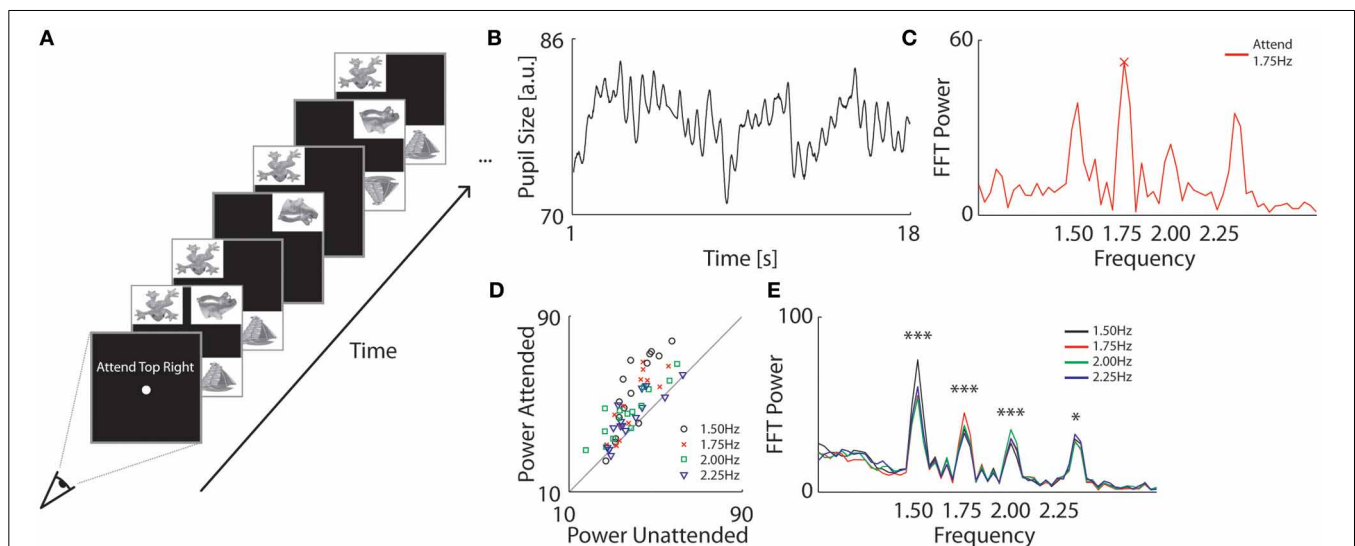 A
Attend Top Right
Time
...
B
86
Pupil Size [a.u.]
70
1
18
Time [s]
C
60
FFT Power
0
Attend
1.75Hz
1.50 1.75 2.00 2.25
Frequency
D
90
Power Attended
10
10
90
Power Unattended
1.50Hz
1.75Hz
2.00Hz
2.25Hz
E
100
FFT Power
0
***
***
***
*
1.50Hz
1.75Hz
2.00Hz
2.25Hz
1.50 1.75 2.00 2.25
Frequency